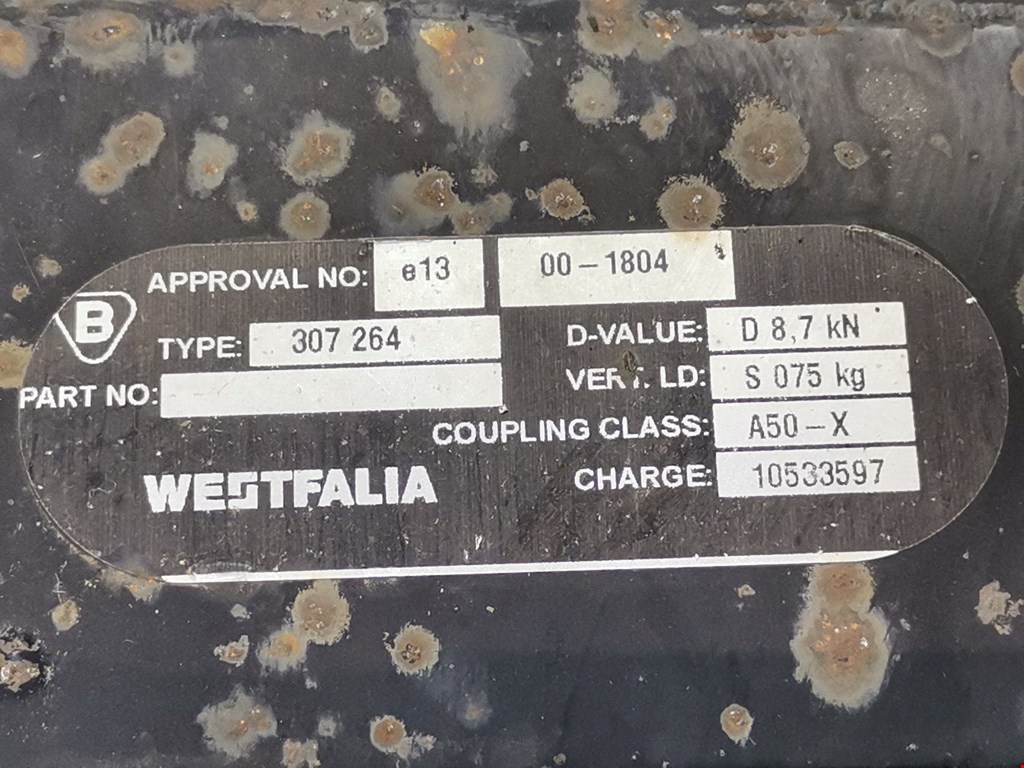 APPROVAL NO: e13 00-1804
B
TYPE: 307 264
D-VALUE: D 8,7 kN
PART NO:
VERT. LD: S 075 kg
COUPLING CLASS: A50-X
WESTFALIA
CHARGE: 10533597